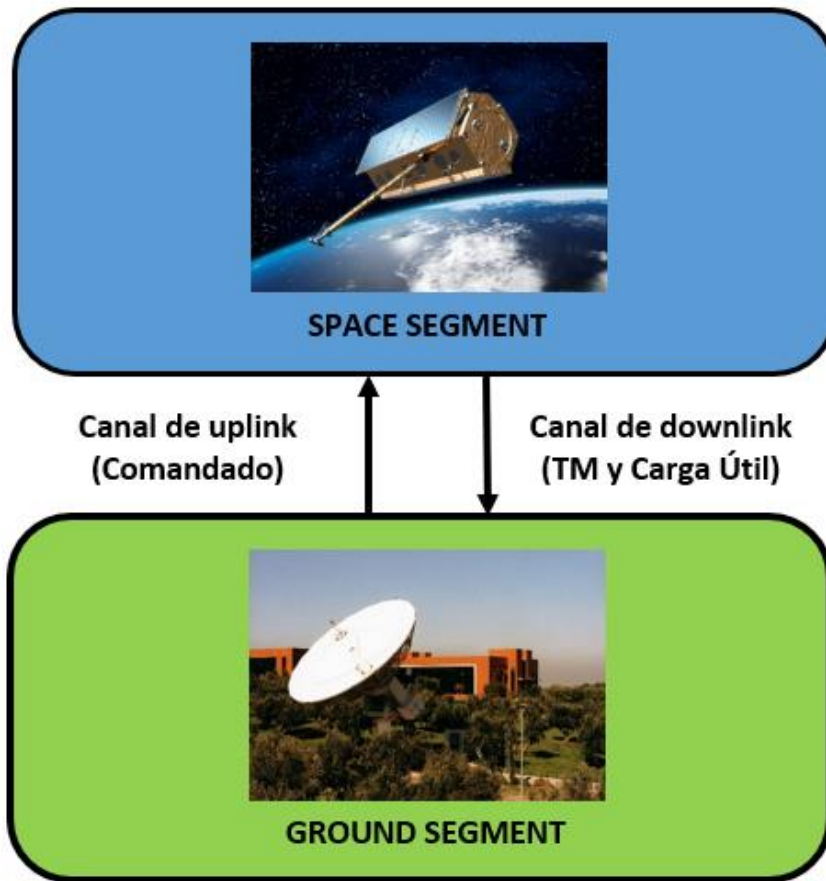 SPACE SEGMENT
Canal de uplink
(Comandado)
Canal de downlink
(TM y Carga Útil)
GROUND SEGMENT